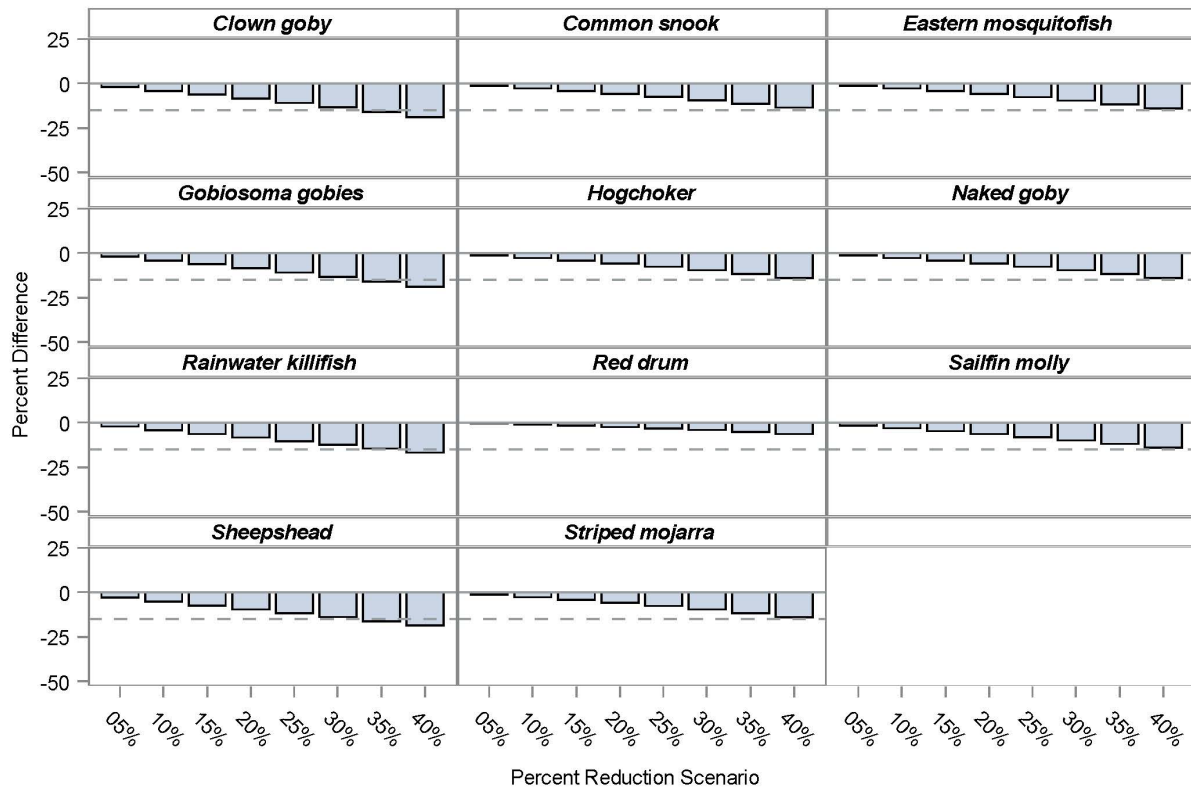 Clown goby
Common snook
Eastern mosquitofish
25
0
-25
-50
Gobiosoma gobies
Hogchoker
Naked goby
25
0
-25
-50
Rainwater killifish
Red drum
Sailfin molly
25
0
-25
-50
Sheepshead
Striped mojarra
25
0
-25
-50
Percent Difference
05% 10% 15% 20% 25% 30% 35% 40%
05% 10% 15% 20% 25% 30% 35% 40%
05% 10% 15% 20% 25% 30% 35% 40%
Percent Reduction Scenario